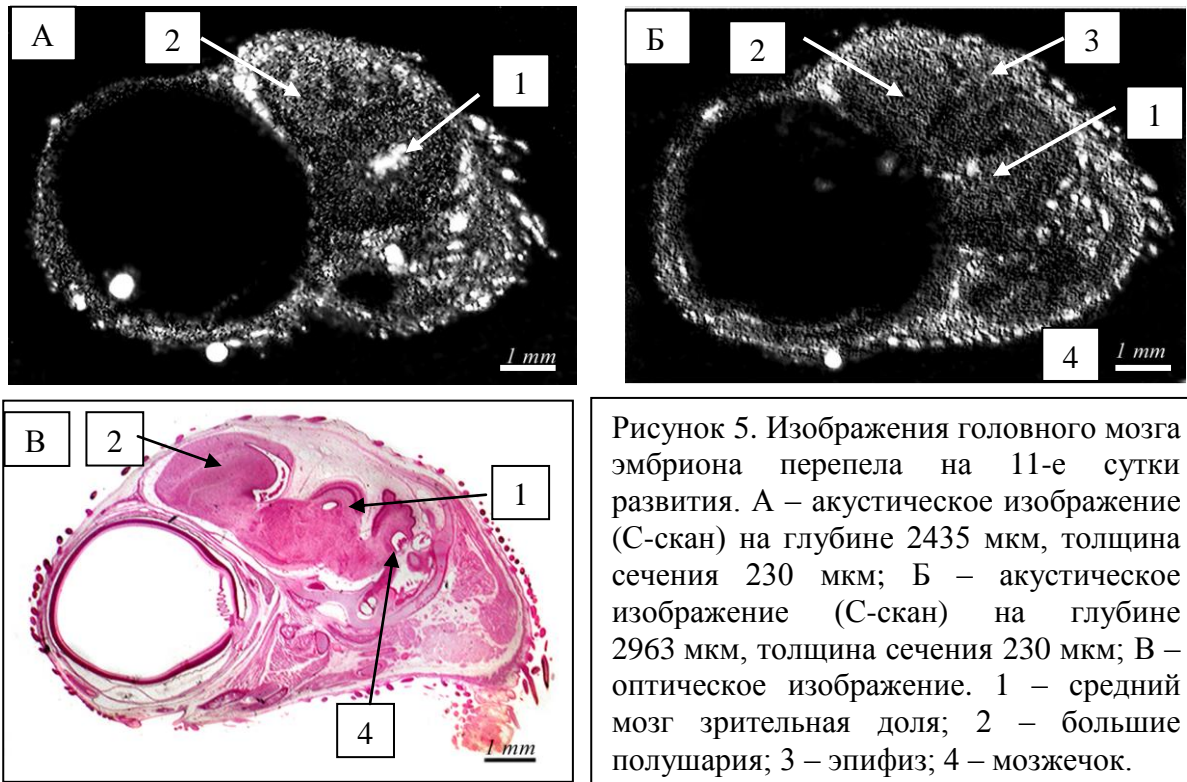 А
2
1
1 mm
Б
2
3
1
4
1 mm
В
2
1
4
1 mm
Рисунок 5. Изображения головного мозга
эмбриона перепела на 11-е сутки
развития. А – акустическое изображение
(С-скан) на глубине 2435 мкм, толщина
сечения 230 мкм; Б – акустическое
изображение (С-скан) на глубине
2963 мкм, толщина сечения 230 мкм; В –
оптическое изображение. 1 – средний
мозг зрительная доля; 2 – большие
полушария; 3 – эпифиз; 4 – мозжечок.